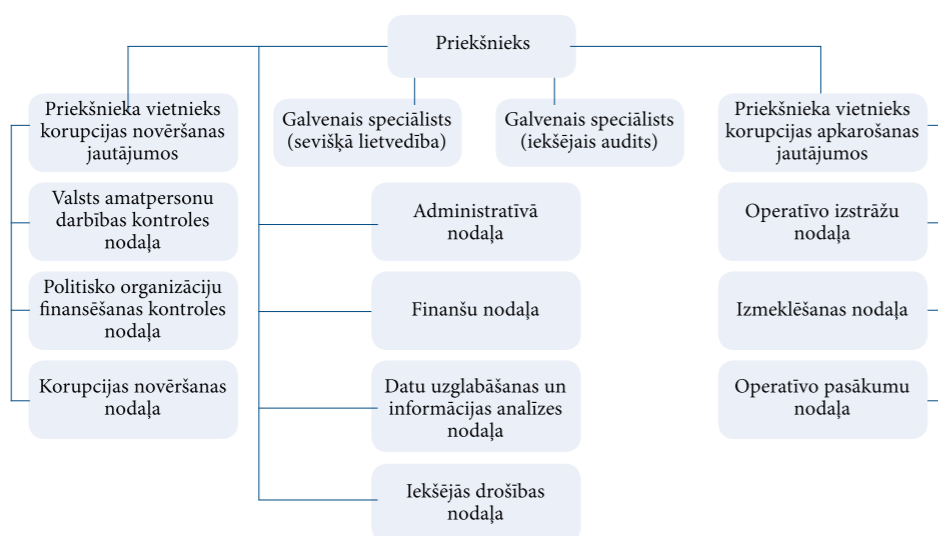 Priekšnieks
Priekšnieka vietnieks
korupcijas novēršanas
jautājumos
Galvenais speciālists
(sevišķā lietvedība)
Galvenais speciālists
(iekšējais audits)
Priekšnieka vietnieks
korupcijas apkarošanas
jautājumos
Valsts amatpersonu
darbības kontroles
nodaļa
Administratīvā
nodaļa
Operatīvo izstrāžu
nodaļa
Politisko organizāciju
finansēšanas kontroles
nodaļa
Finanšu nodaļa
Izmeklēšanas nodaļa
Korupcijas novēršanas
nodaļa
Datu uzglabāšanas un
informācijas analīzes
nodaļa
Operatīvo pasākumu
nodaļa
Iekšējās drošības
nodaļa